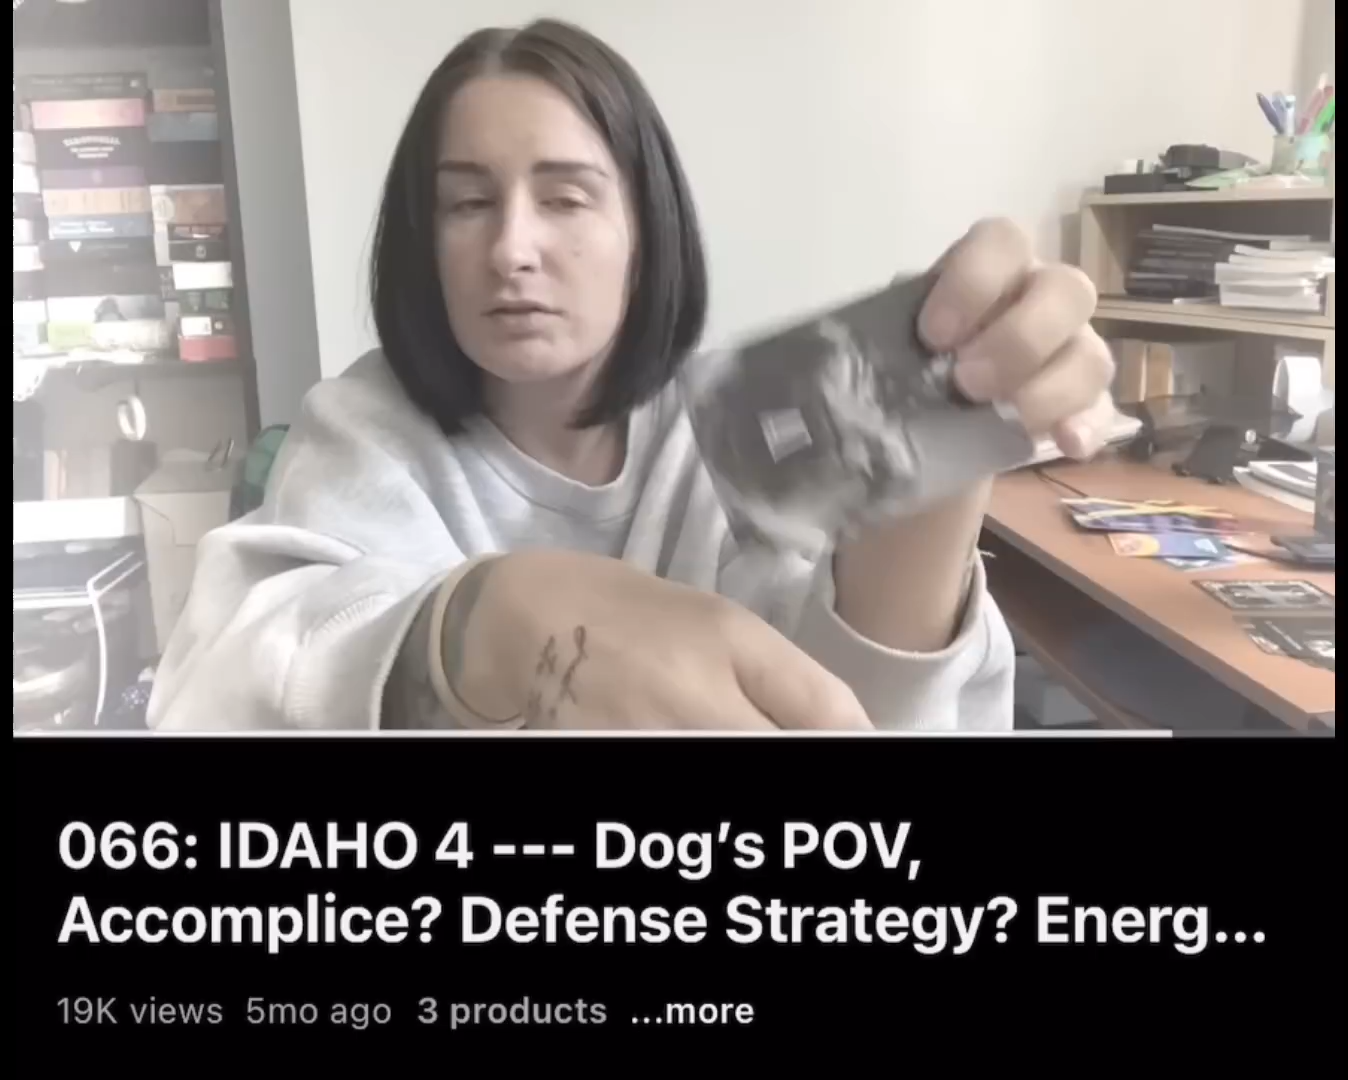 066: IDAHO 4 --- Dog’s POV,
Accomplice? Defense Strategy? Energ...
19K views 5mo ago 3 products ...more